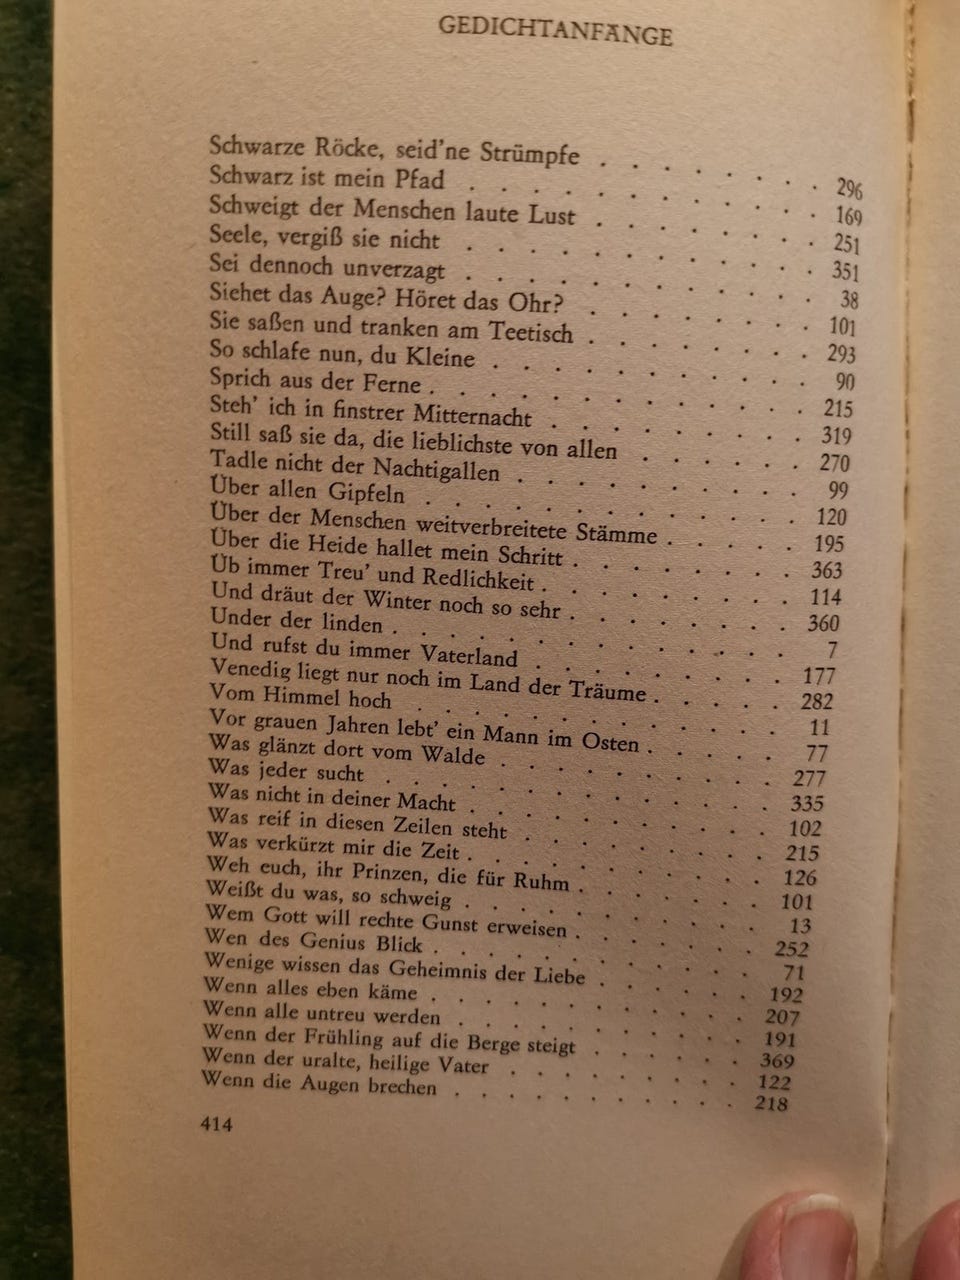 GEDICHTANFÄNGE
Schwarze Röcke, seid'ne Strümpfe . . . . . . . 296
Schwarz ist mein Pfad . . . . . . . . . . . 169
Schweigt der Menschen laute Lust . . . . . . . 251
Seele, vergiß sie nicht . . . . . . . . . . . 351
Sei dennoch unverzagt . . . . . . . . . . . 38
Siehet das Auge? Höret das Ohr? . . . . . . . 101
Sie saßen und tranken am Teetisch . . . . . . . 293
So schlafe nun, du Kleine . . . . . . . . . . 90
Sprich aus der Ferne . . . . . . . . . . . . 215
Steh' ich in finstrer Mitternacht . . . . . . . . 319
Still saß sie da, die lieblichste von allen . . . . . 270
Tadle nicht der Nachtigallen . . . . . . . . . 99
Über allen Gipfeln . . . . . . . . . . . . 120
Über der Menschen weitverbreitete Stämme . . . . . 195
Über die Heide hallet mein Schritt . . . . . . . 363
Üb immer Treu' und Redlichkeit . . . . . . . . 114
Und dräut der Winter noch so sehr . . . . . . . 360
Under der linden . . . . . . . . . . . . . 7
Und rufst du immer Vaterland . . . . . . . . 177
Venedig liegt nur noch im Land der Träume . . . . . 282
Vom Himmel hoch . . . . . . . . . . . . 11
Vor grauen Jahren lebt' ein Mann im Osten . . . . . 77
Was glänzt dort vom Walde . . . . . . . . . 277
Was jeder sucht . . . . . . . . . . . . . 335
Was nicht in deiner Macht . . . . . . . . . . 102
Was reif in diesen Zeilen steht . . . . . . . . 215
Was verkürzt mir die Zeit . . . . . . . . . . 126
Weh euch, ihr Prinzen, die für Ruhm . . . . . . . 101
Weißt du was, so schweig . . . . . . . . . . 13
Wem Gott will rechte Gunst erweisen . . . . . . . 252
Wen des Genius Blick . . . . . . . . . . . 71
Wenige wissen das Geheimnis der Liebe . . . . . . 192
Wenn alles eben käme . . . . . . . . . . . 207
Wenn alle untreu werden . . . . . . . . . . 191
Wenn der Frühling auf die Berge steigt . . . . . . 369
Wenn der uralte, heilige Vater . . . . . . . . 122
Wenn die Augen brechen . . . . . . . . . . 218
414